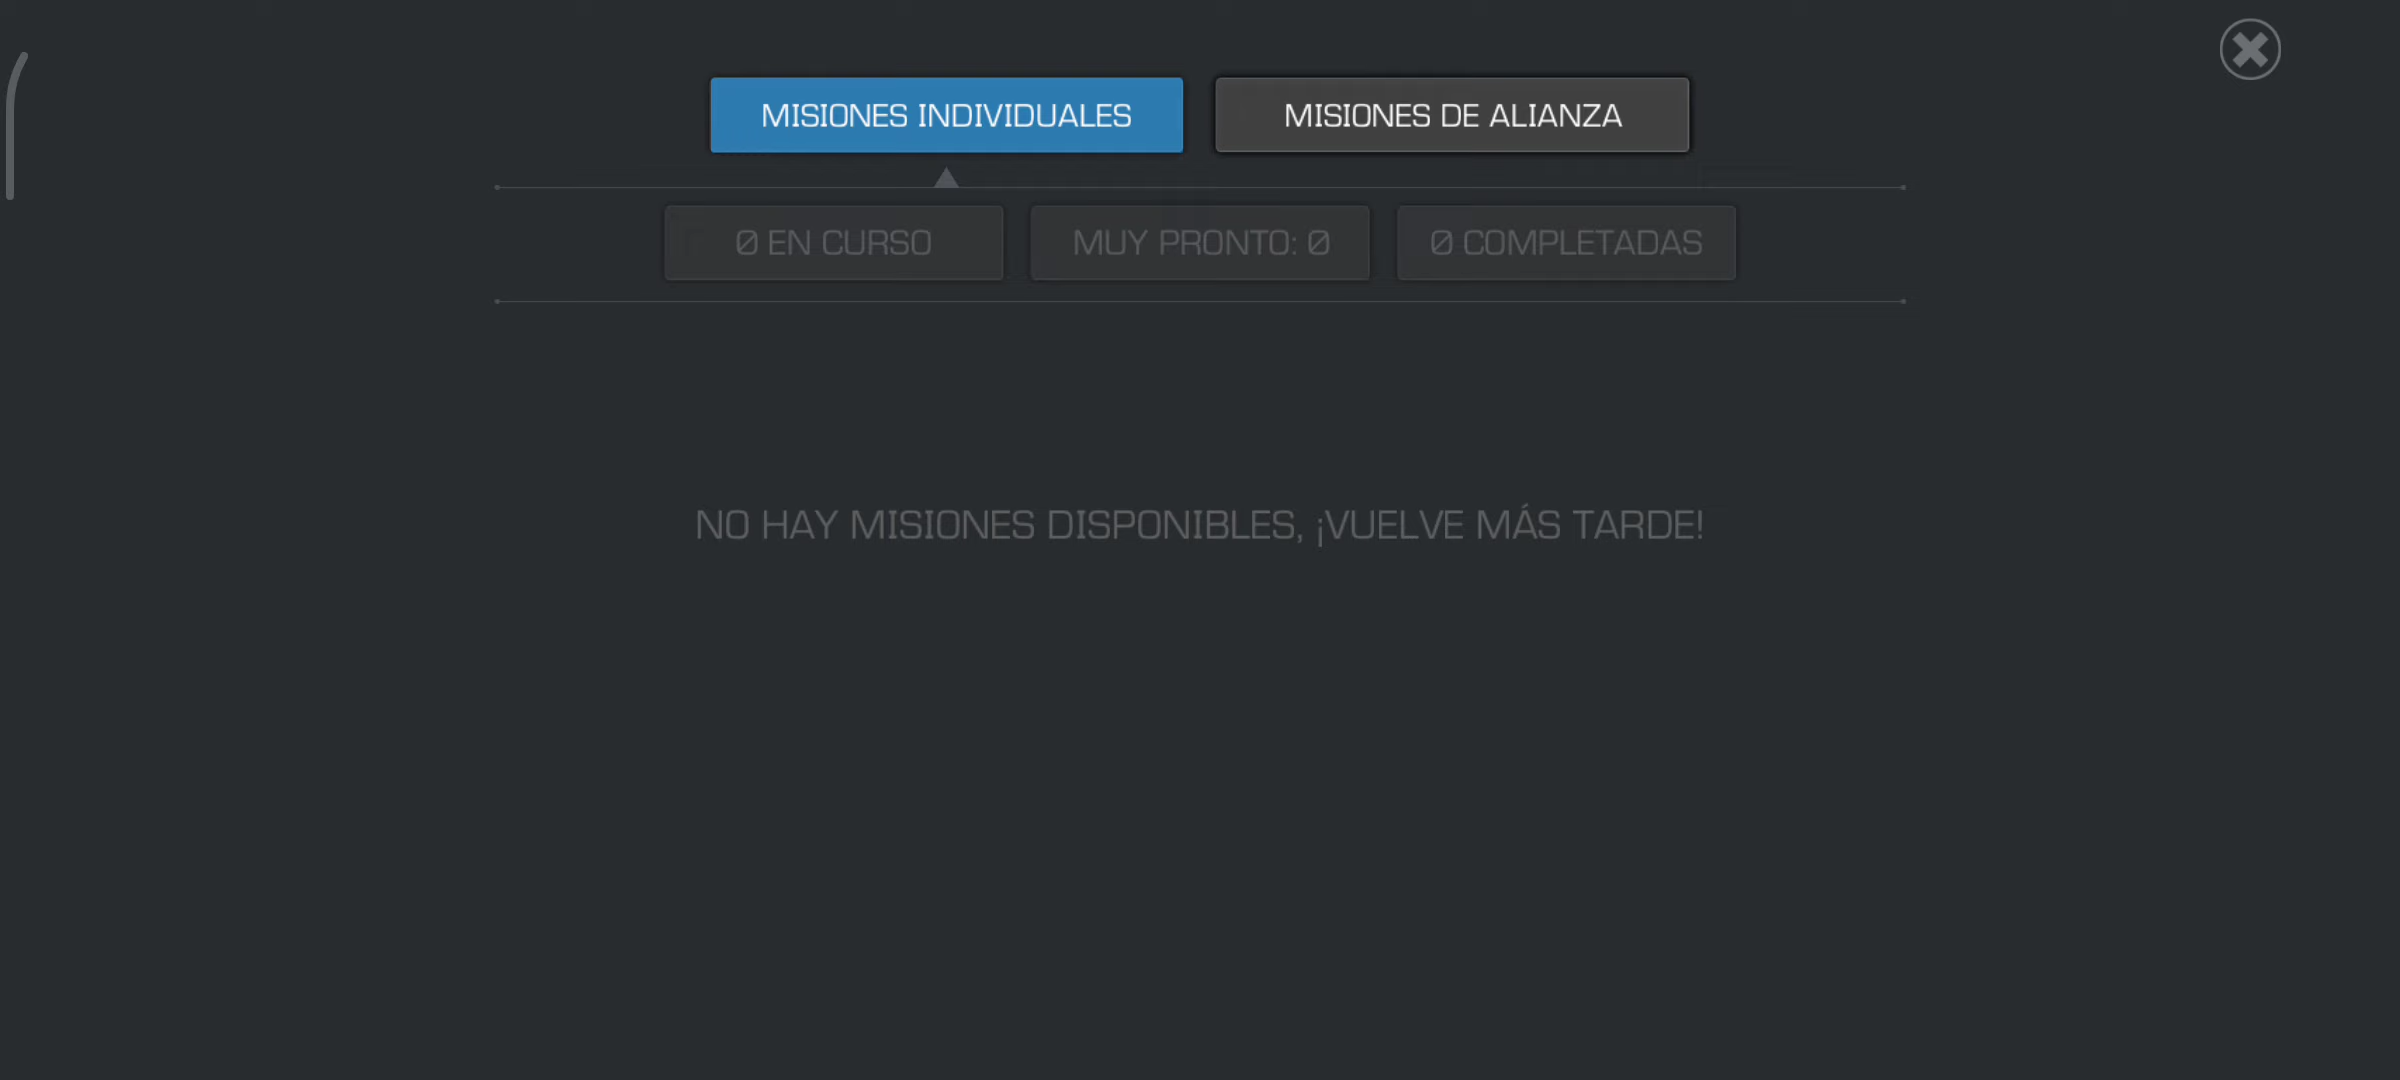 MISIONES INDIVIDUALES
MISIONES DE ALIANZA
0 EN CURSO
MUY PRONTO: 0
0 COMPLETADAS
NO HAY MISIONES DISPONIBLES, ¡VUELVE MÁS TARDE!